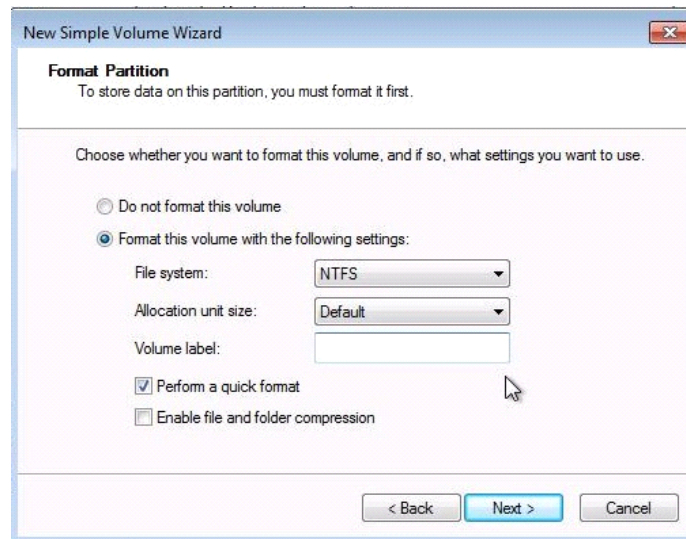 New Simple Volume Wizard
Format Partition
To store data on this partition, you must format it first.
Choose whether you want to format this volume, and if so, what settings you want to use.
Do not format this volume
Format this volume with the following settings:
File system: NTFS
Allocation unit size: Default
Volume label:
Perform a quick format
Enable file and folder compression
< Back Next > Cancel